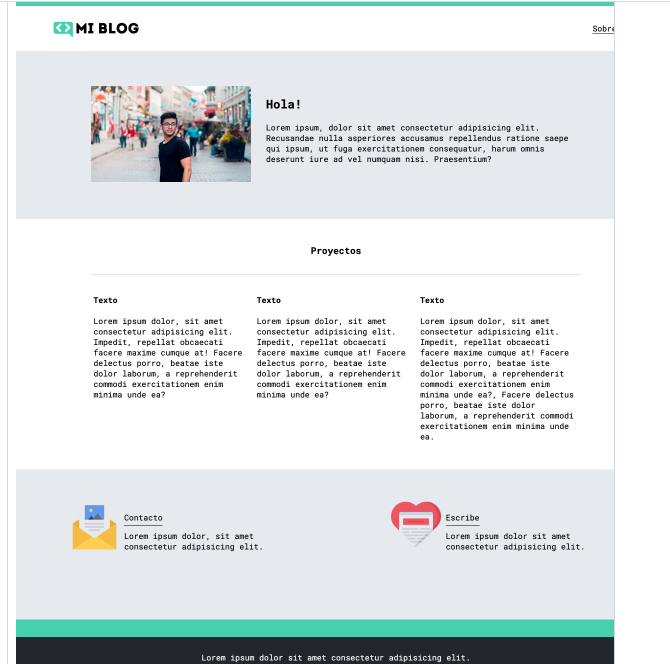 MI BLOG
Sobre
Hola!
Lorem ipsum, dolor sit amet consectetur adipisicing elit.
Recusandae nulla asperiores accusamus repellendus ratione saepe
qui ipsum, ut fuga exercitationem consequatur, harum omnis
deserunt iure ad vel numquam nisi. Praesentium?
Proyectos
Texto
Lorem ipsum dolor, sit amet
consectetur adipisicing elit.
Impedit, repellat obcaecati
facere maxime cumque at! Facere
delectus porro, beatae iste
dolor laborum, a reprehenderit
commodi exercitationem enim
minima unde ea?
Texto
Lorem ipsum dolor, sit amet
consectetur adipisicing elit.
Impedit, repellat obcaecati
facere maxime cumque at! Facere
delectus porro, beatae iste
dolor laborum, a reprehenderit
commodi exercitationem enim
minima unde ea?
Texto
Lorem ipsum dolor, sit amet
consectetur adipisicing elit.
Impedit, repellat obcaecati
facere maxime cumque at! Facere
delectus porro, beatae iste
dolor laborum, a reprehenderit
commodi exercitationem enim
minima unde ea?, Facere delectus
porro, beatae iste dolor
laborum, a reprehenderit commodi
exercitationem enim minima unde
ea.
Contacto
Lorem ipsum dolor, sit amet
consectetur adipisicing elit.
Escribe
Lorem ipsum dolor, sit amet
consectetur adipisicing elit.
Lorem ipsum dolor sit amet consectetur adipisicing elit.